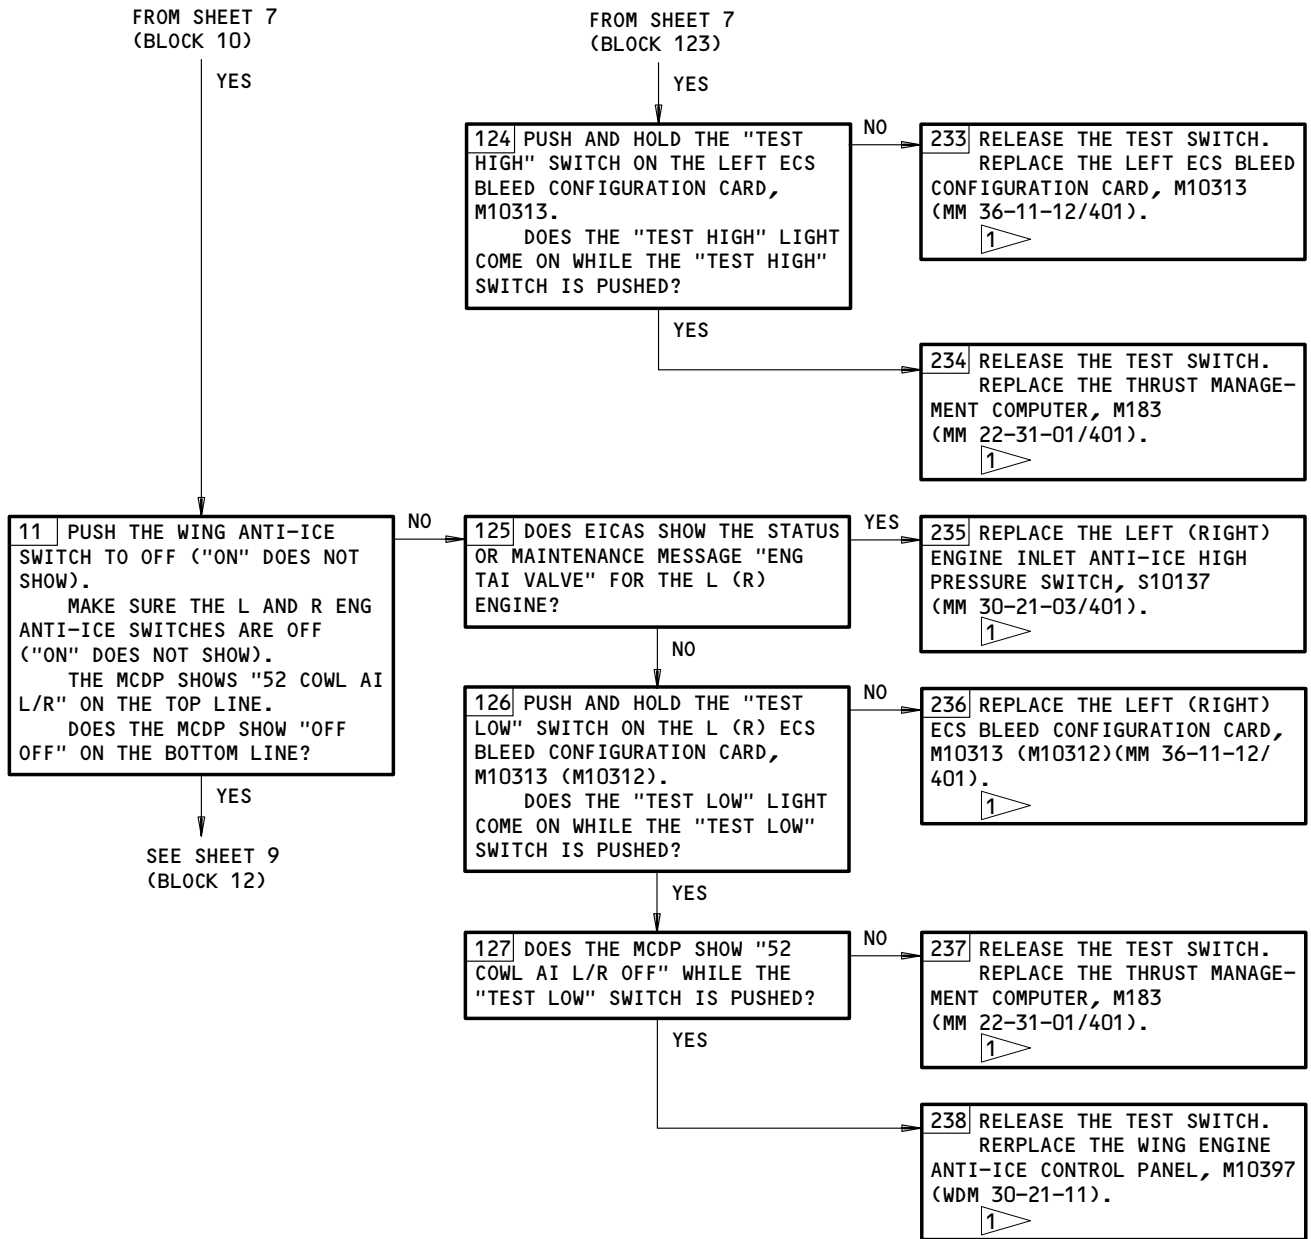 FROM SHEET 7
(BLOCK 10)
YES
FROM SHEET 7
(BLOCK 123)
YES
124 PUSH AND HOLD THE "TEST
HIGH" SWITCH ON THE LEFT ECS
BLEED CONFIGURATION CARD,
M10313.
DOES THE "TEST HIGH" LIGHT
COME ON WHILE THE "TEST HIGH"
SWITCH IS PUSHED?
NO
233 RELEASE THE TEST SWITCH.
REPLACE THE LEFT ECS BLEED
CONFIGURATION CARD, M10313
(MM 36-11-12/401).
1
YES
234 RELEASE THE TEST SWITCH.
REPLACE THE THRUST MANAGE-
MENT COMPUTER, M183
(MM 22-31-01/401).
1
11 PUSH THE WING ANTI-ICE
SWITCH TO OFF ("ON" DOES NOT
SHOW).
MAKE SURE THE L AND R ENG
ANTI-ICE SWITCHES ARE OFF
("ON" DOES NOT SHOW).
THE MCDP SHOWS "52 COWL AI
L/R" ON THE TOP LINE.
DOES THE MCDP SHOW "OFF
OFF" ON THE BOTTOM LINE?
YES
SEE SHEET 9
(BLOCK 12)
NO
125 DOES EICAS SHOW THE STATUS
OR MAINTENANCE MESSAGE "ENG
TAI VALVE" FOR THE L (R)
ENGINE?
YES
235 REPLACE THE LEFT (RIGHT)
ENGINE INLET ANTI-ICE HIGH
PRESSURE SWITCH, S10137
(MM 30-21-03/401).
1
NO
126 PUSH AND HOLD THE "TEST
LOW" SWITCH ON THE L (R) ECS
BLEED CONFIGURATION CARD,
M10313 (M10312).
DOES THE "TEST LOW" LIGHT
COME ON WHILE THE "TEST LOW"
SWITCH IS PUSHED?
NO
236 REPLACE THE LEFT (RIGHT)
ECS BLEED CONFIGURATION CARD,
M10313 (M10312)(MM 36-11-12/
401).
1
YES
127 DOES THE MCDP SHOW "52
COWL AI L/R OFF" WHILE THE
"TEST LOW" SWITCH IS PUSHED?
NO
237 RELEASE THE TEST SWITCH.
REPLACE THE THRUST MANAGE-
MENT COMPUTER, M183
(MM 22-31-01/401).
1
YES
238 RELEASE THE TEST SWITCH.
RERPLACE THE WING ENGINE
ANTI-ICE CONTROL PANEL, M10397
(WDM 30-21-11).
1